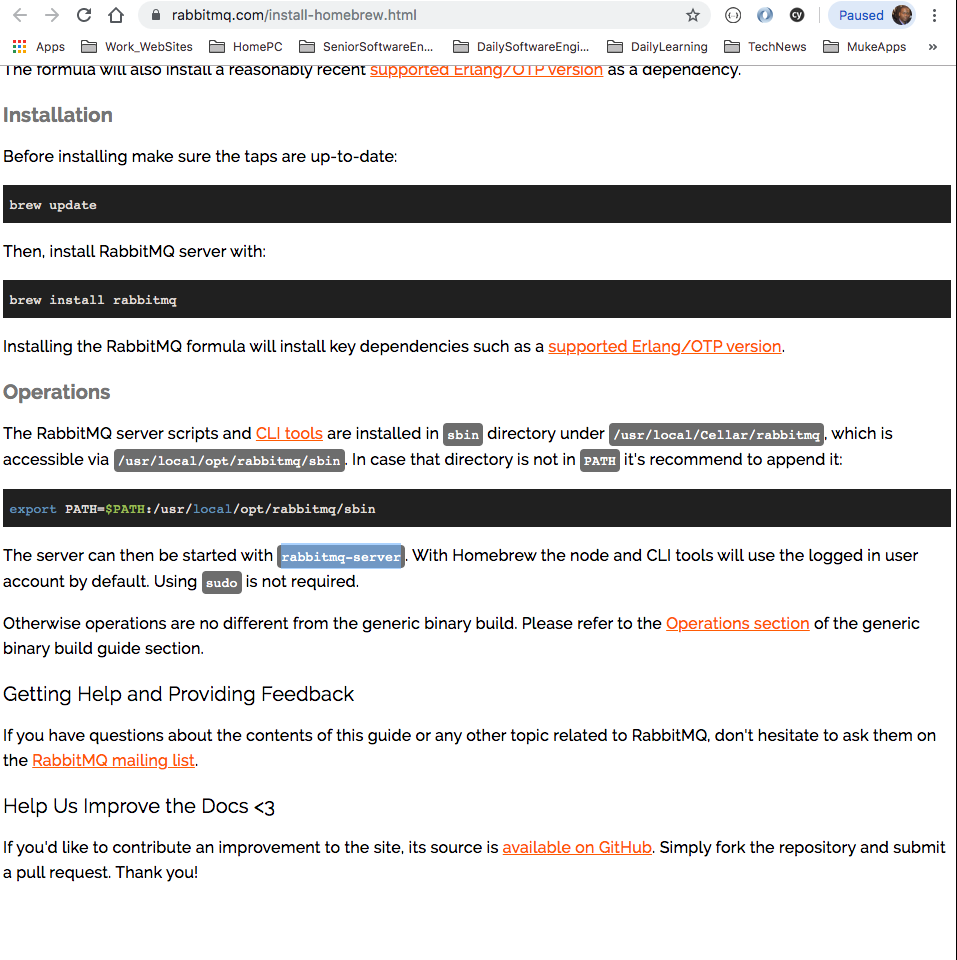 rabbitmq.com/install-homebrew.html
Paused
Apps Work_WebSites HomePC SeniorSoftwareEn... DailySoftwareEngi... DailyLearning TechNews MukeApps »
The formula will also install a reasonably recent supported Erlang/OTP version as a dependency.
Installation
Before installing make sure the taps are up-to-date:
brew update
Then, install RabbitMQ server with:
brew install rabbitmq
Installing the RabbitMQ formula will install key dependencies such as a supported Erlang/OTP version.
Operations
The RabbitMQ server scripts and CLI tools are installed in sbin directory under /usr/local/Cellar/rabbitmq, which is
accessible via /usr/local/opt/rabbitmq/sbin. In case that directory is not in PATH it's recommend to append it:
export PATH=$PATH:/usr/local/opt/rabbitmq/sbin
The server can then be started with rabbitmq-server. With Homebrew the node and CLI tools will use the logged in user
account by default. Using sudo is not required.
Otherwise operations are no different from the generic binary build. Please refer to the Operations section of the generic
binary build guide section.
Getting Help and Providing Feedback
If you have questions about the contents of this guide or any other topic related to RabbitMQ, don't hesitate to ask them on
the RabbitMQ mailing list.
Help Us Improve the Docs <3
If you'd like to contribute an improvement to the site, its source is available on GitHub. Simply fork the repository and submit
a pull request. Thank you!